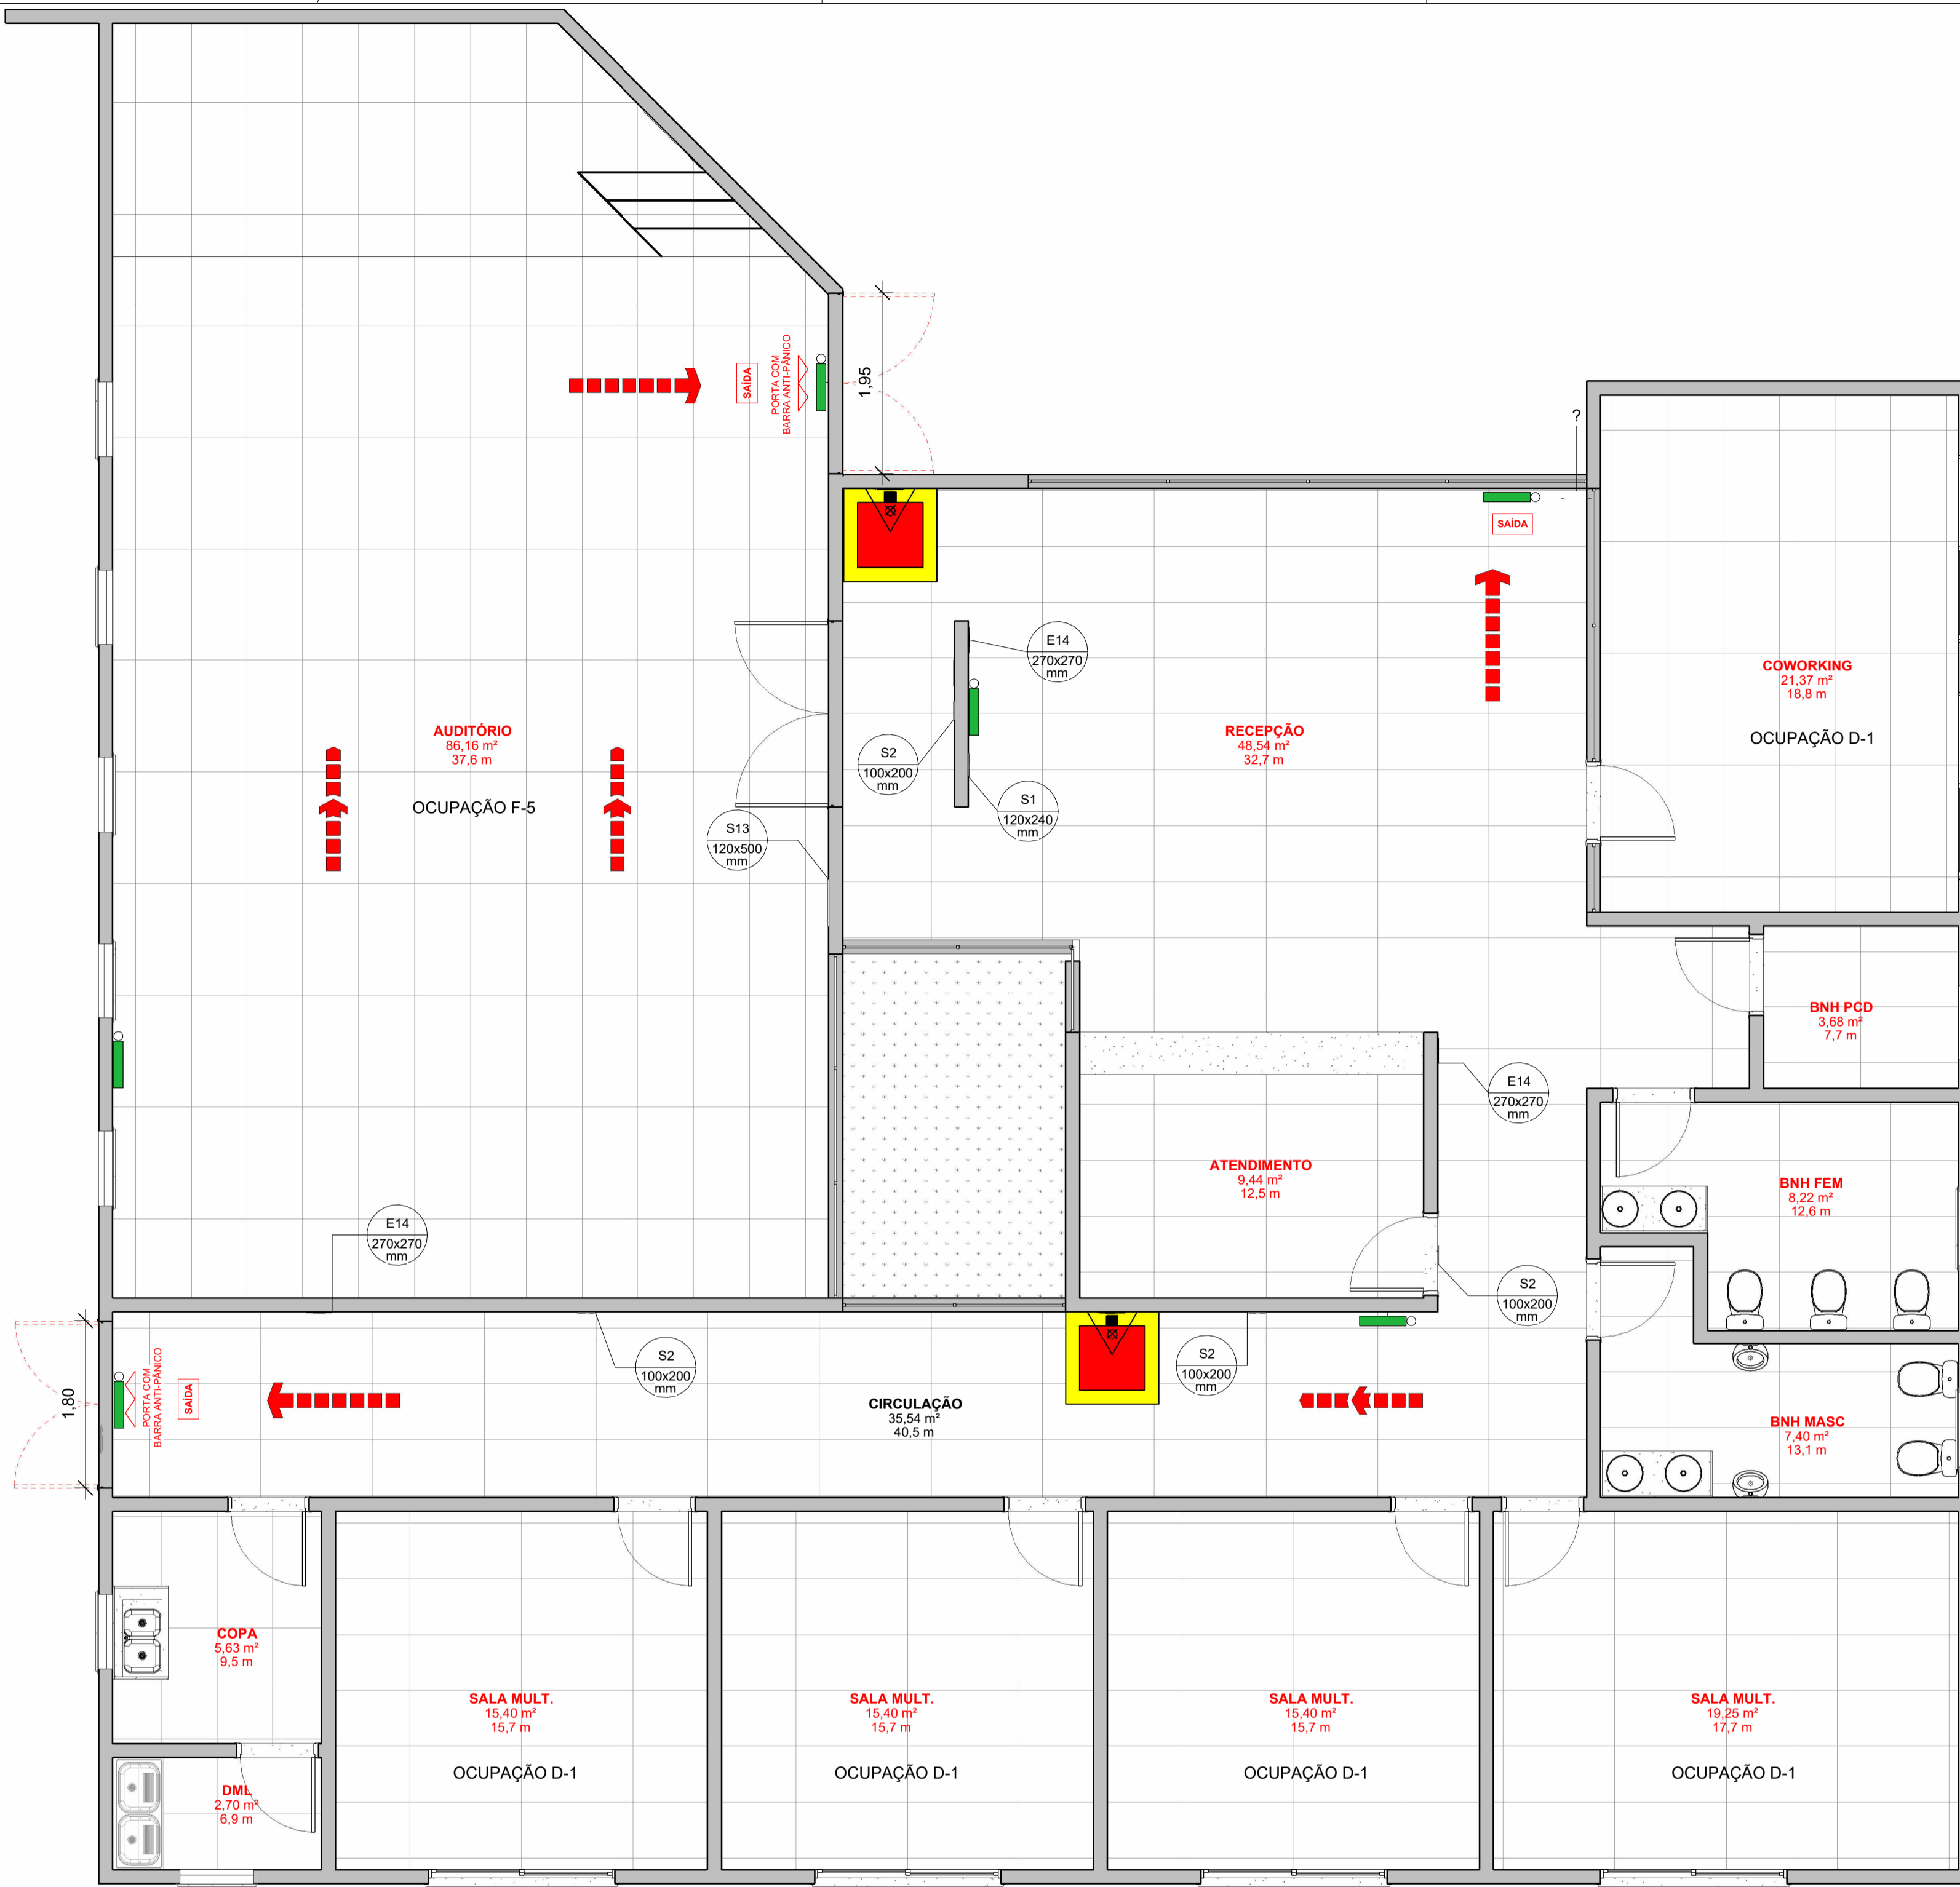 SAÍDA
PORTA COM
BARRA ANTI-PÂNICO
1,95
?
SAÍDA
E14
270x270
mm
COWORKING
21,37 m²
18,8 m
OCUPAÇÃO D-1
AUDITÓRIO
86,16 m²
37,6 m
OCUPAÇÃO F-5
RECEPÇÃO
48,54 m²
32,7 m
S2
100x200
mm
S1
120x240
mm
S13
120x500
mm
BNH PCD
3,68 m²
7,7 m
E14
270x270
mm
ATENDIMENTO
9,44 m²
12,5 m
BNH FEM
8,22 m²
12,6 m
E14
270x270
mm
S2
100x200
mm
1,80
PORTA COM
BARRA ANTI-PÂNICO
SAÍDA
S2
100x200
mm
S2
100x200
mm
CIRCULAÇÃO
35,54 m²
40,5 m
BNH MASC
7,40 m²
13,1 m
COPA
5,63 m²
9,5 m
SALA MULT.
15,40 m²
15,7 m
OCUPAÇÃO D-1
SALA MULT.
15,40 m²
15,7 m
OCUPAÇÃO D-1
SALA MULT.
15,40 m²
15,7 m
OCUPAÇÃO D-1
SALA MULT.
19,25 m²
17,7 m
OCUPAÇÃO D-1
DML
2,70 m²
6,9 m